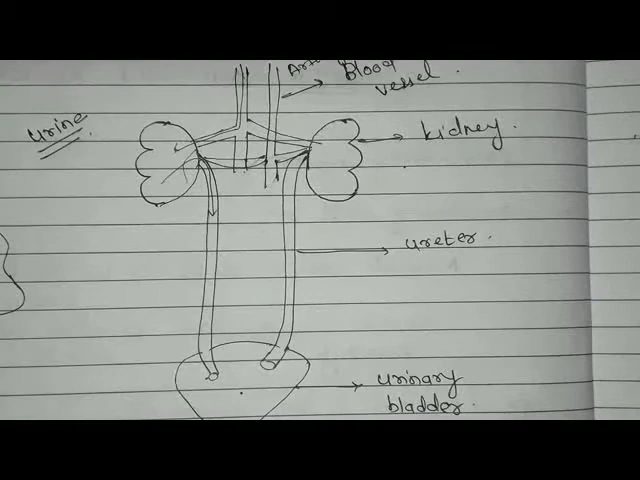 Blood
vessel.
urine
kidney.
ureter.
urinary
bladder.